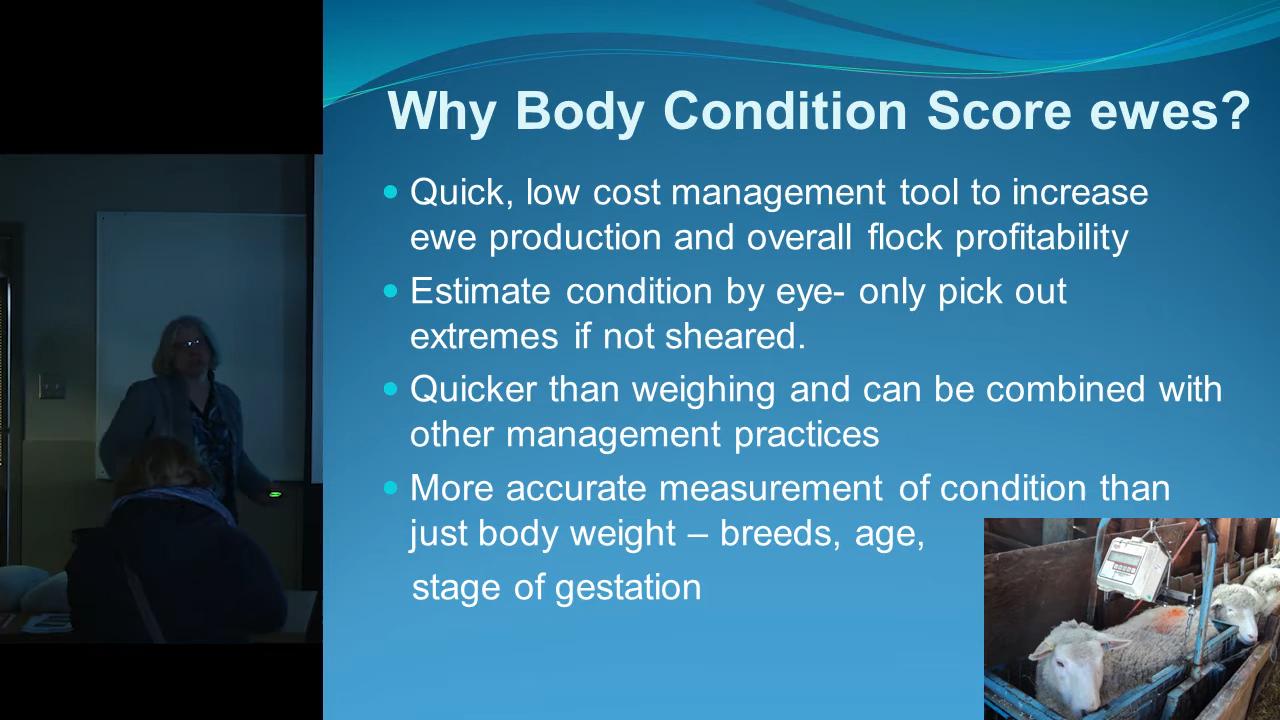 Why Body Condition Score ewes?
Quick, low cost management tool to increase
ewe production and overall flock profitability
Estimate condition by eye- only pick out
extremes if not sheared.
Quicker than weighing and can be combined with
other management practices
More accurate measurement of condition than
just body weight – breeds, age,
stage of gestation